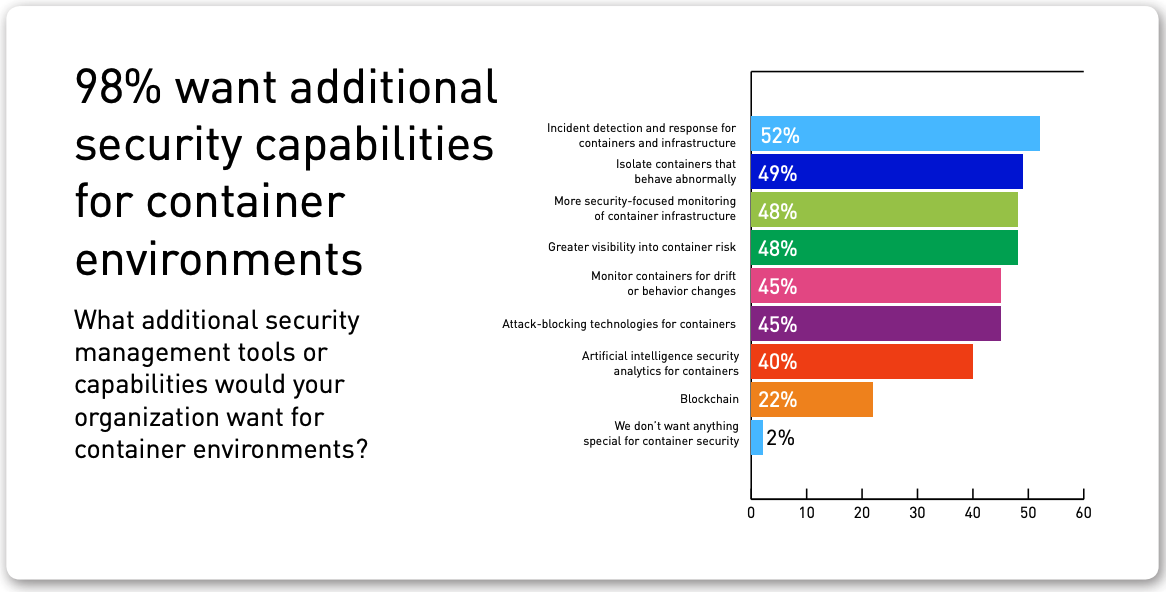 98% want additional
security capabilities
for container
environments
What additional security
management tools or
capabilities would your
organization want for
container environments?
Incident detection and response for
containers and infrastructure
52%
Isolate containers that
behave abnormally
49%
More security-focused monitoring
of container infrastructure
48%
Greater visibility into container risk
48%
Monitor containers for drift
or behavior changes
45%
Attack-blocking technologies for containers
45%
Artificial intelligence security
analytics for containers
40%
Blockchain
22%
We don't want anything
special for container security
2%
0 10 20 30 40 50 60